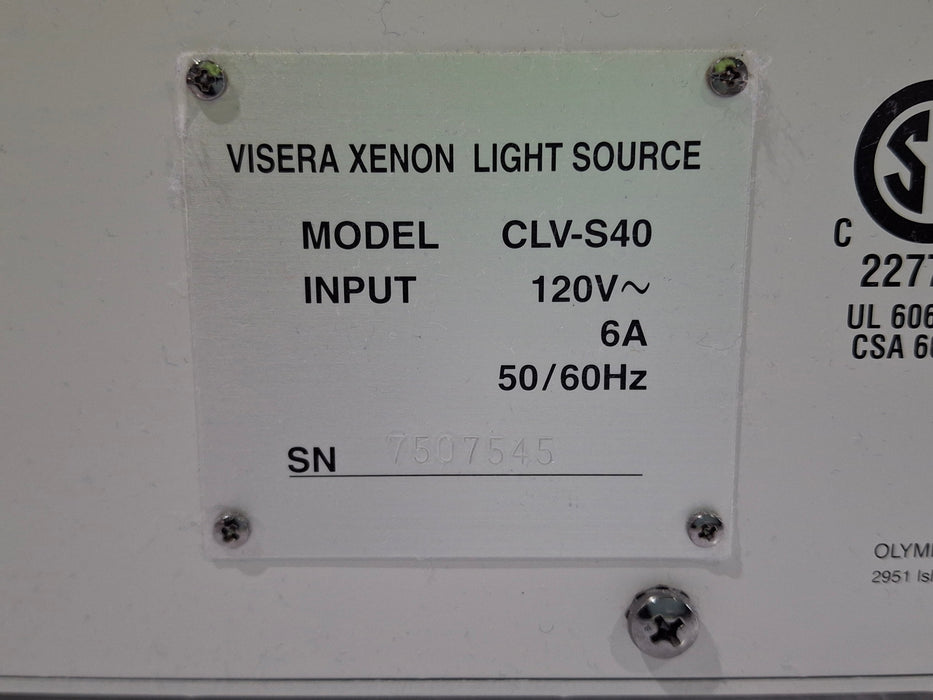 VISERA XENON LIGHT SOURCE
MODEL CLV-S40
INPUT 120V~
6A
50/60Hz
SN 7507545
C
2277
UL 606
CSA 60
OLYM
2951 Isl